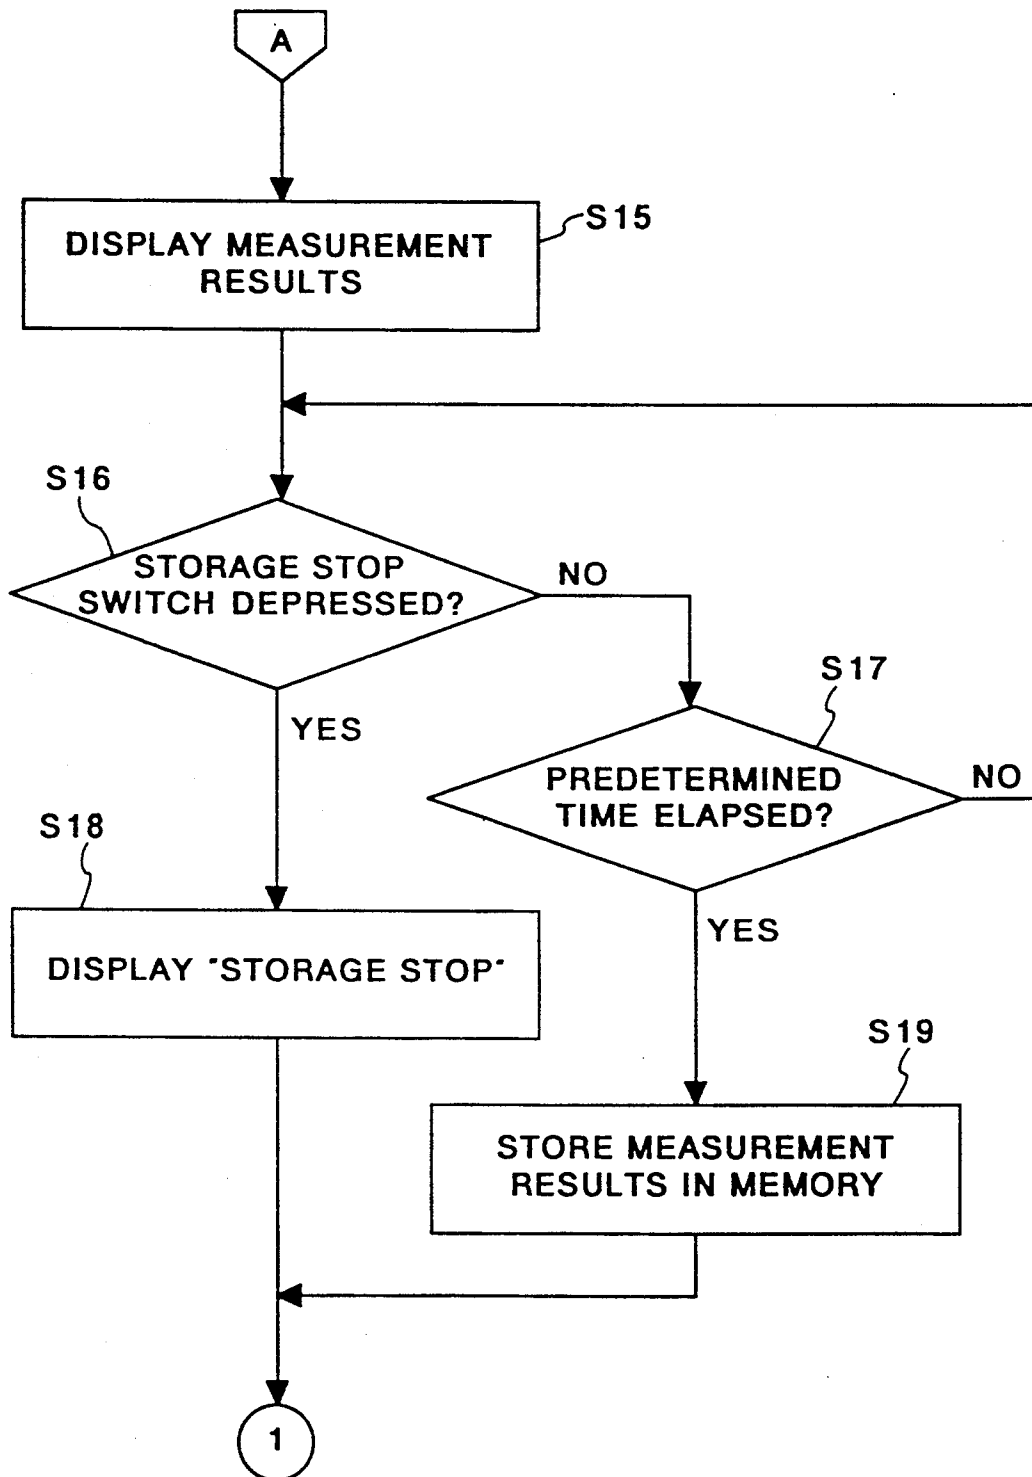 A
S15
DISPLAY MEASUREMENT
RESULTS
S16
STORAGE STOP
SWITCH DEPRESSED?
NO
YES
S17
PREDETERMINED
TIME ELAPSED?
NO
YES
S18
DISPLAY "STORAGE STOP"
S19
STORE MEASUREMENT
RESULTS IN MEMORY
1